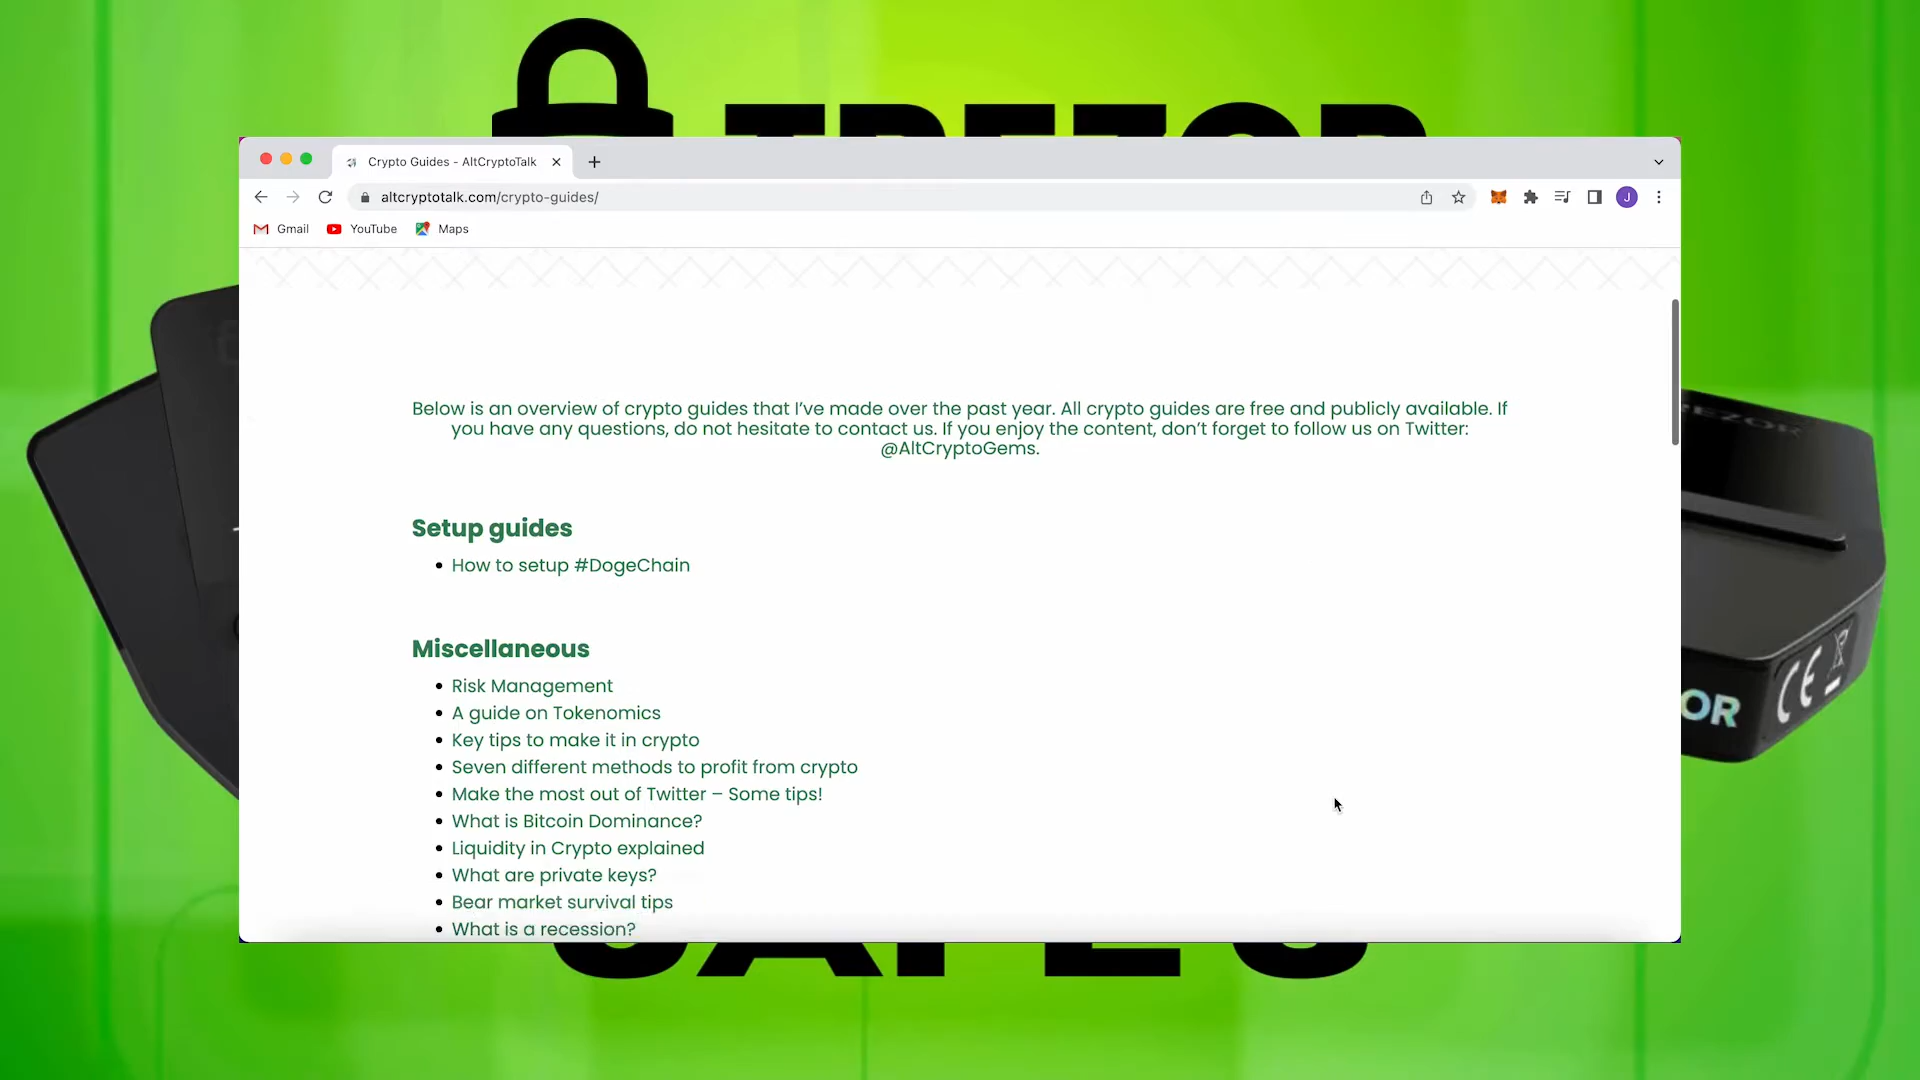 TREZOR
Crypto Guides - AltCryptoTalk
altcryptotalk.com/crypto-guides/
J
Gmail
YouTube
Maps
Below is an overview of crypto guides that I've made over the past year. All crypto guides are free and publicly available. If
you have any questions, do not hesitate to contact us. If you enjoy the content, don't forget to follow us on Twitter:
@AltCryptoGems.
Setup guides
How to setup #DogeChain
Miscellaneous
Risk Management
A guide on Tokenomics
Key tips to make it in crypto
Seven different methods to profit from crypto
Make the most out of Twitter – Some tips!
What is Bitcoin Dominance?
Liquidity in Crypto explained
What are private keys?
Bear market survival tips
What is a recession?
OR
CE